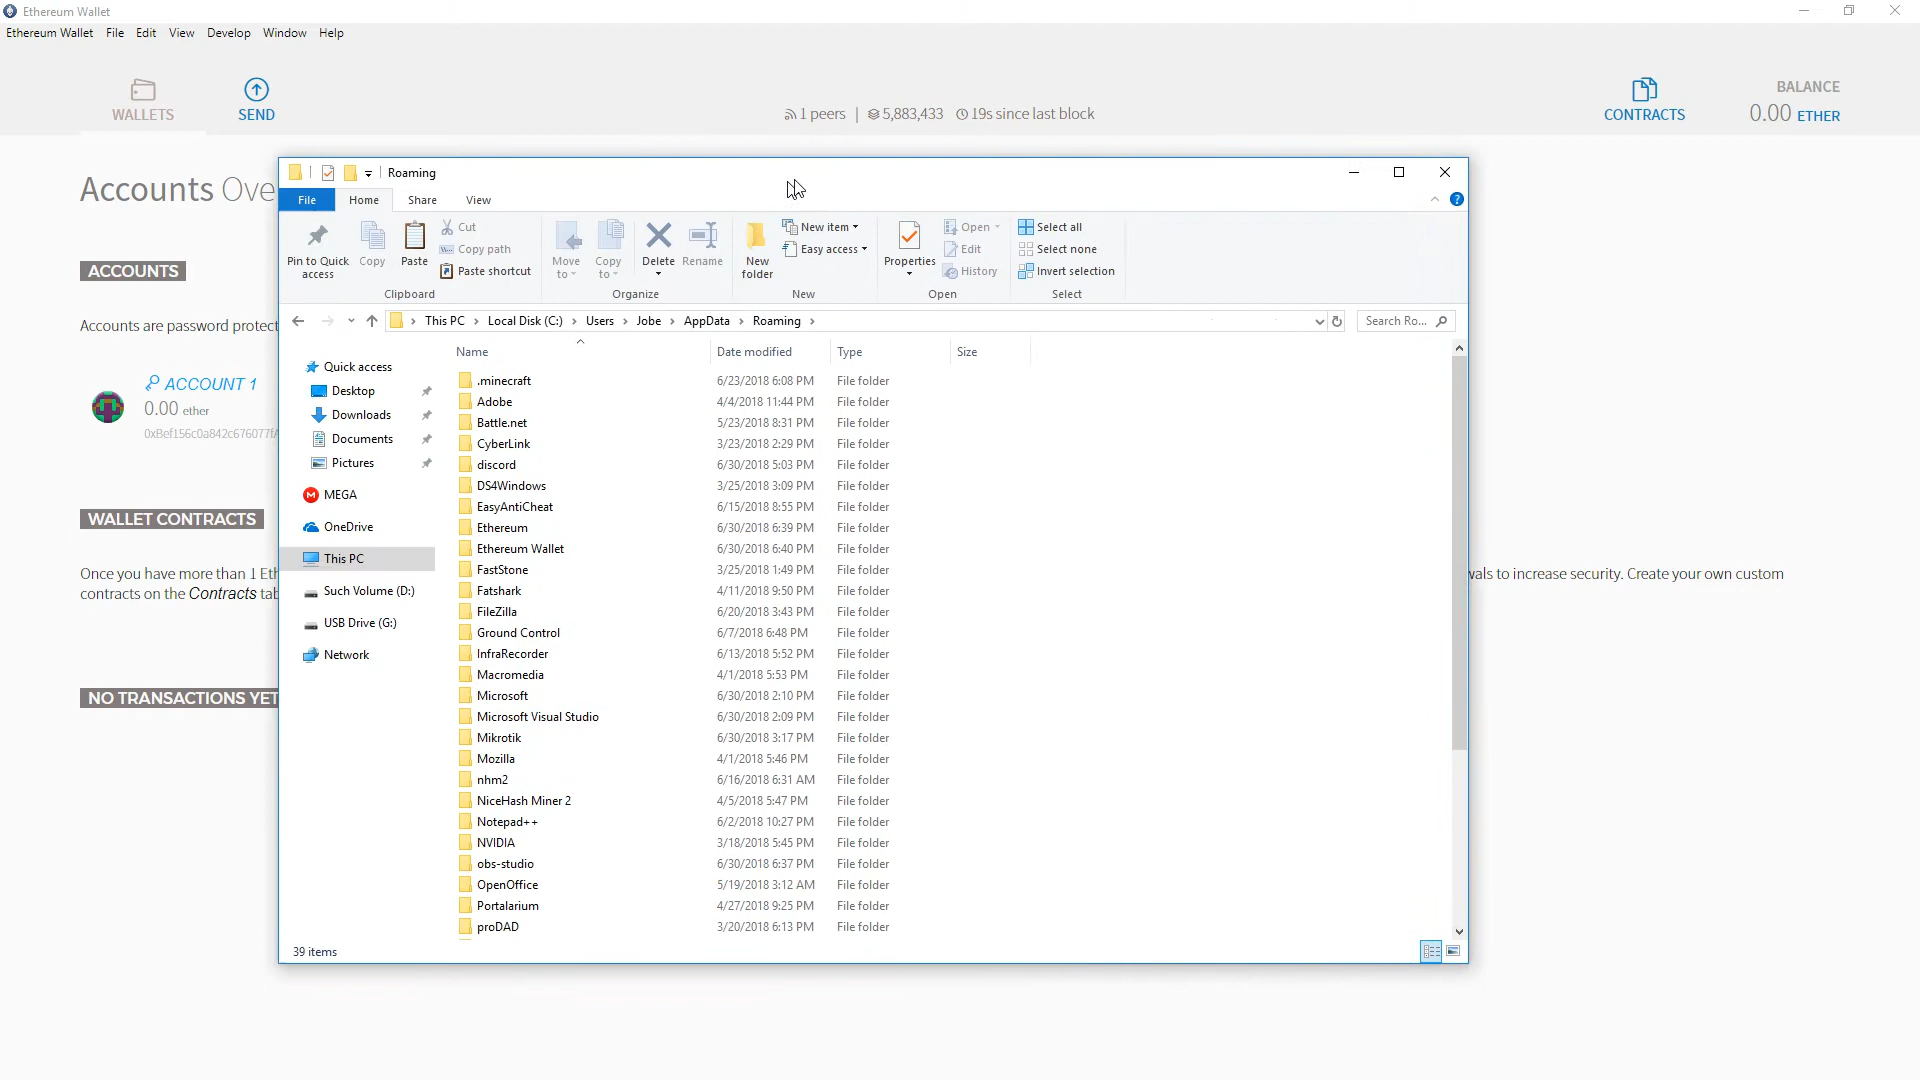 Ethereum Wallet
Ethereum Wallet File Edit View Develop Window Help
WALLETS
SEND
1 peers | 5,883,433 19s since last block
CONTRACTS
BALANCE
0.00 ETHER
Accounts Ove
ACCOUNTS
Accounts are password protect
ACCOUNT 1
0.00 ether
0xBef156c0a842c676077f
WALLET CONTRACTS
Once you have more than 1 Et
vals to increase security. Create your own custom
contracts on the Contracts tab
NO TRANSACTIONS YET
Roaming
File Home Share View
Pin to Quick access
Copy
Paste
Cut
Copy path
Paste shortcut
Clipboard
Move to
Copy to
Delete
Rename
Organize
New folder
New item
Easy access
New
Properties
Open
Edit
History
Open
Select all
Select none
Invert selection
Select
This PC > Local Disk (C:) > Users > Jobe > AppData > Roaming >
Search Ro...
Quick access
Desktop
Downloads
Documents
Pictures
MEGA
OneDrive
This PC
Such Volume (D:)
USB Drive (G:)
Network
Name Date modified Type Size
.minecraft 6/23/2018 6:08 PM File folder
Adobe 4/4/2018 11:44 PM File folder
Battle.net 5/23/2018 8:31 PM File folder
CyberLink 3/23/2018 2:29 PM File folder
discord 6/30/2018 5:03 PM File folder
DS4Windows 3/25/2018 3:09 PM File folder
EasyAntiCheat 6/15/2018 8:55 PM File folder
Ethereum 6/30/2018 6:39 PM File folder
Ethereum Wallet 6/30/2018 6:40 PM File folder
FastStone 3/25/2018 1:49 PM File folder
Fatshark 4/11/2018 9:50 PM File folder
FileZilla 6/20/2018 3:43 PM File folder
Ground Control 6/7/2018 6:48 PM File folder
InfraRecorder 6/13/2018 5:52 PM File folder
Macromedia 4/1/2018 5:53 PM File folder
Microsoft 6/30/2018 2:10 PM File folder
Microsoft Visual Studio 6/30/2018 2:09 PM File folder
Mikrotik 6/30/2018 3:17 PM File folder
Mozilla 4/1/2018 5:46 PM File folder
nhm2 6/16/2018 6:31 AM File folder
NiceHash Miner 2 4/5/2018 5:47 PM File folder
Notepad++ 6/2/2018 10:27 PM File folder
NVIDIA 3/18/2018 5:45 PM File folder
obs-studio 6/30/2018 6:37 PM File folder
OpenOffice 5/19/2018 3:12 AM File folder
Portalarium 4/27/2018 9:25 PM File folder
proDAD 3/20/2018 6:13 PM File folder
39 items